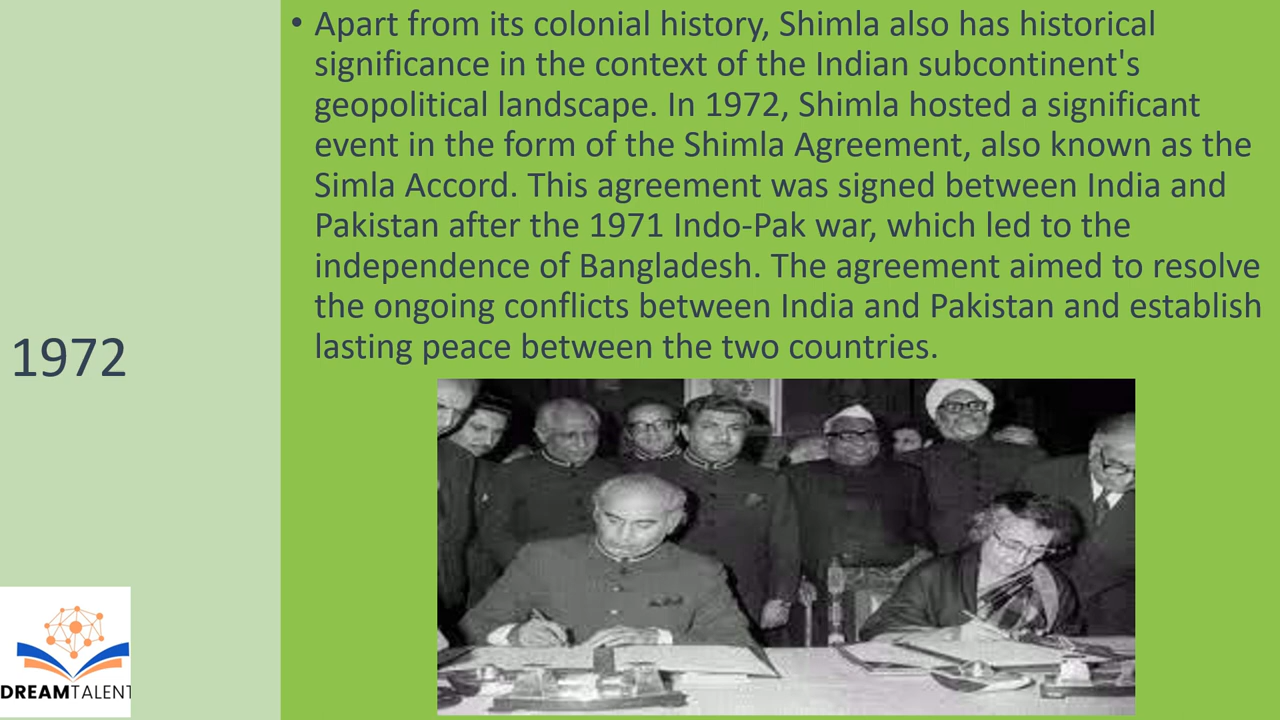 • Apart from its colonial history, Shimla also has historical
significance in the context of the Indian subcontinent's
geopolitical landscape. In 1972, Shimla hosted a significant
event in the form of the Shimla Agreement, also known as the
Simla Accord. This agreement was signed between India and
Pakistan after the 1971 Indo-Pak war, which led to the
independence of Bangladesh. The agreement aimed to resolve
the ongoing conflicts between India and Pakistan and establish
lasting peace between the two countries.
1972
DREAMTALENT